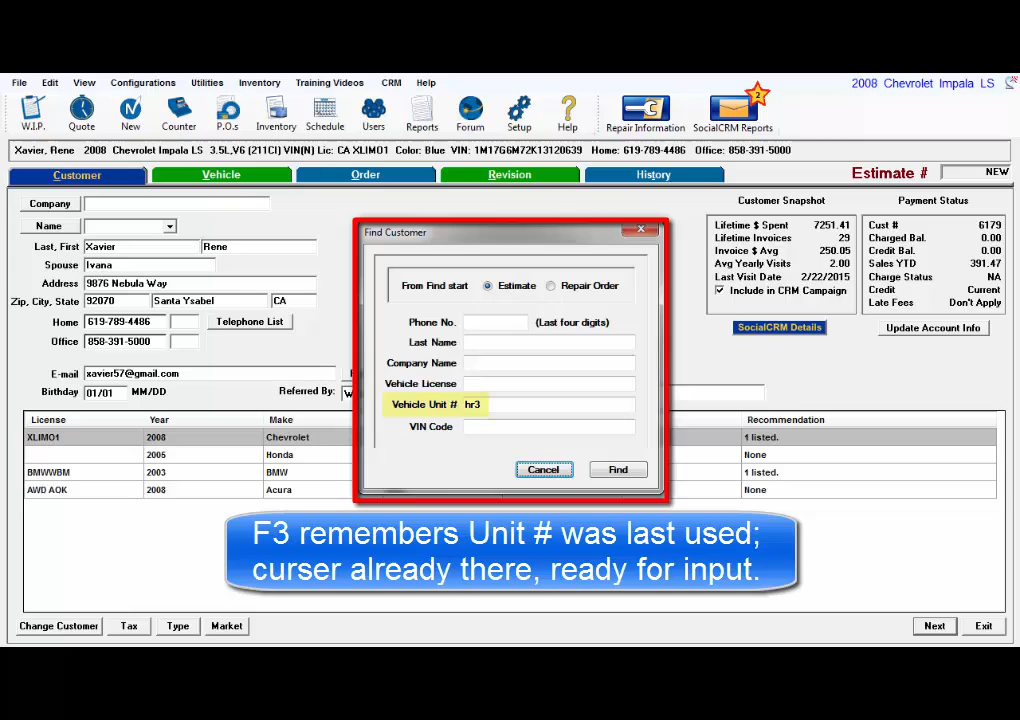 File Edit View Configurations Utilities Inventory Training Videos CRM Help
2008 Chevrolet Impala LS
W.I.P. Quote New Counter P.O.s Inventory Schedule Users Reports Forum Setup Help Repair Information SocialCRM Reports
2
Xavier, Rene 2008 Chevrolet Impala LS 3.5L,V6 (211CI) VIN(N) Lic: CA XLIMO1 Color: Blue VIN: 1M17G6M72K13120639 Home: 619-789-4486 Office: 858-391-5000
Customer Vehicle Order Revision History
Estimate # NEW
Company
Name
Last, First Xavier Rene
Spouse Ivana
Address 9876 Nebula Way
Zip, City, State 92070 Santa Ysabel CA
Home 619-789-4486 Telephone List
Office 858-391-5000
E-mail xavier57@gmail.com
Birthday 01/01 MM/DD Referred By:
Customer Snapshot
Lifetime $ Spent 7251.41
Lifetime Invoices 29
Invoice $ Avg 250.05
Avg Yearly Visits 2.00
Last Visit Date 2/22/2015
Include in CRM Campaign
SocialCRM Details
Payment Status
Cust # 6179
Charged Bal. 0.00
Credit Bal. 0.00
Sales YTD 391.47
Charge Status NA
Credit Current
Late Fees Don't Apply
Update Account Info
Find Customer
X
From Find start Estimate Repair Order
Phone No. (Last four digits)
Last Name
Company Name
Vehicle License
Vehicle Unit # hr3
VIN Code
Cancel Find
License Year Make Recommendation
XLIMO1 2008 Chevrolet 1 listed.
2005 Honda None
BMWWBM 2003 BMW 1 listed.
AWD AOK 2008 Acura None
F3 remembers Unit # was last used;
curser already there, ready for input.
Change Customer Tax Type Market Next Exit